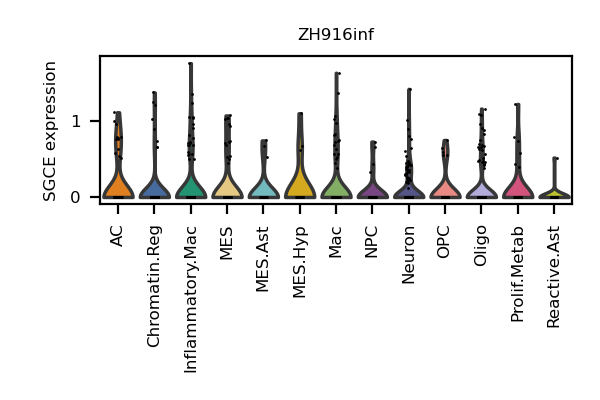 ZH916inf
SGCE expression
1
0
AC
Chromatin.Reg
Inflammatory.Mac
MES
MES.Ast
MES.Hyp
Mac
NPC
Neuron
OPC
Oligo
Prolif.Metab
Reactive.Ast